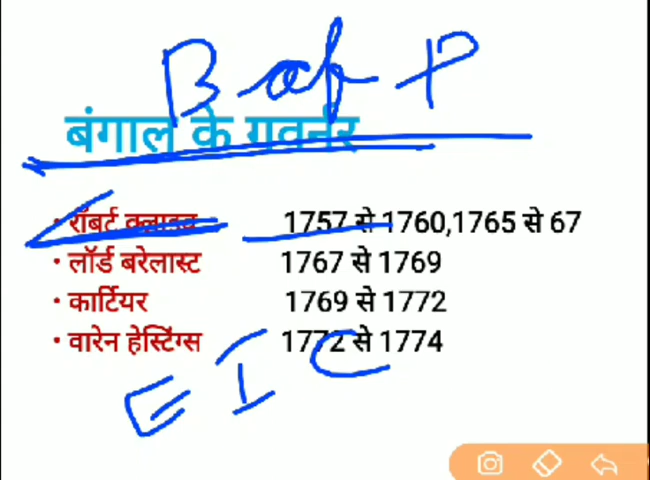 B of P
बंगाल के गवर्नर
• रॉबर्ट क्लाइव 1757 से 1760,1765 से 67
• लॉर्ड बरेलास्ट 1767 से 1769
• कार्टियर 1769 से 1772
• वारेन हेस्टिंग्स 1772 से 1774
EIC